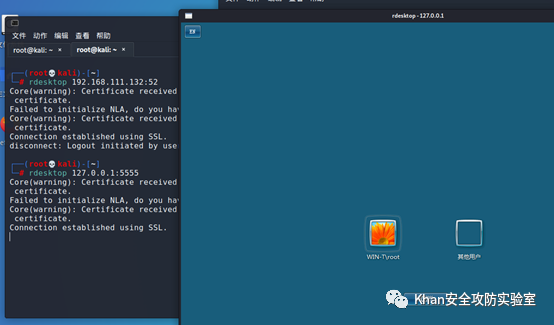 rdesktop - 127.0.0.1
文件 动作 编辑 查看 帮助
root@kali: ~ × root@kali: ~ ×
(root💀kali)-[~]
# rdesktop 192.168.111.132:52
Core(warning): Certificate received
certificate.
Failed to initialize NLA, do you hav
Core(warning): Certificate received
certificate.
Connection established using SSL.
disconnect: Logout initiated by use
(root💀kali)-[~]
# rdesktop 127.0.0.1:5555
Core(warning): Certificate received
certificate.
Failed to initialize NLA, do you hav
Core(warning): Certificate received
certificate.
Connection established using SSL.
WIN-T\root
其他用户
Khan安全攻防实验室